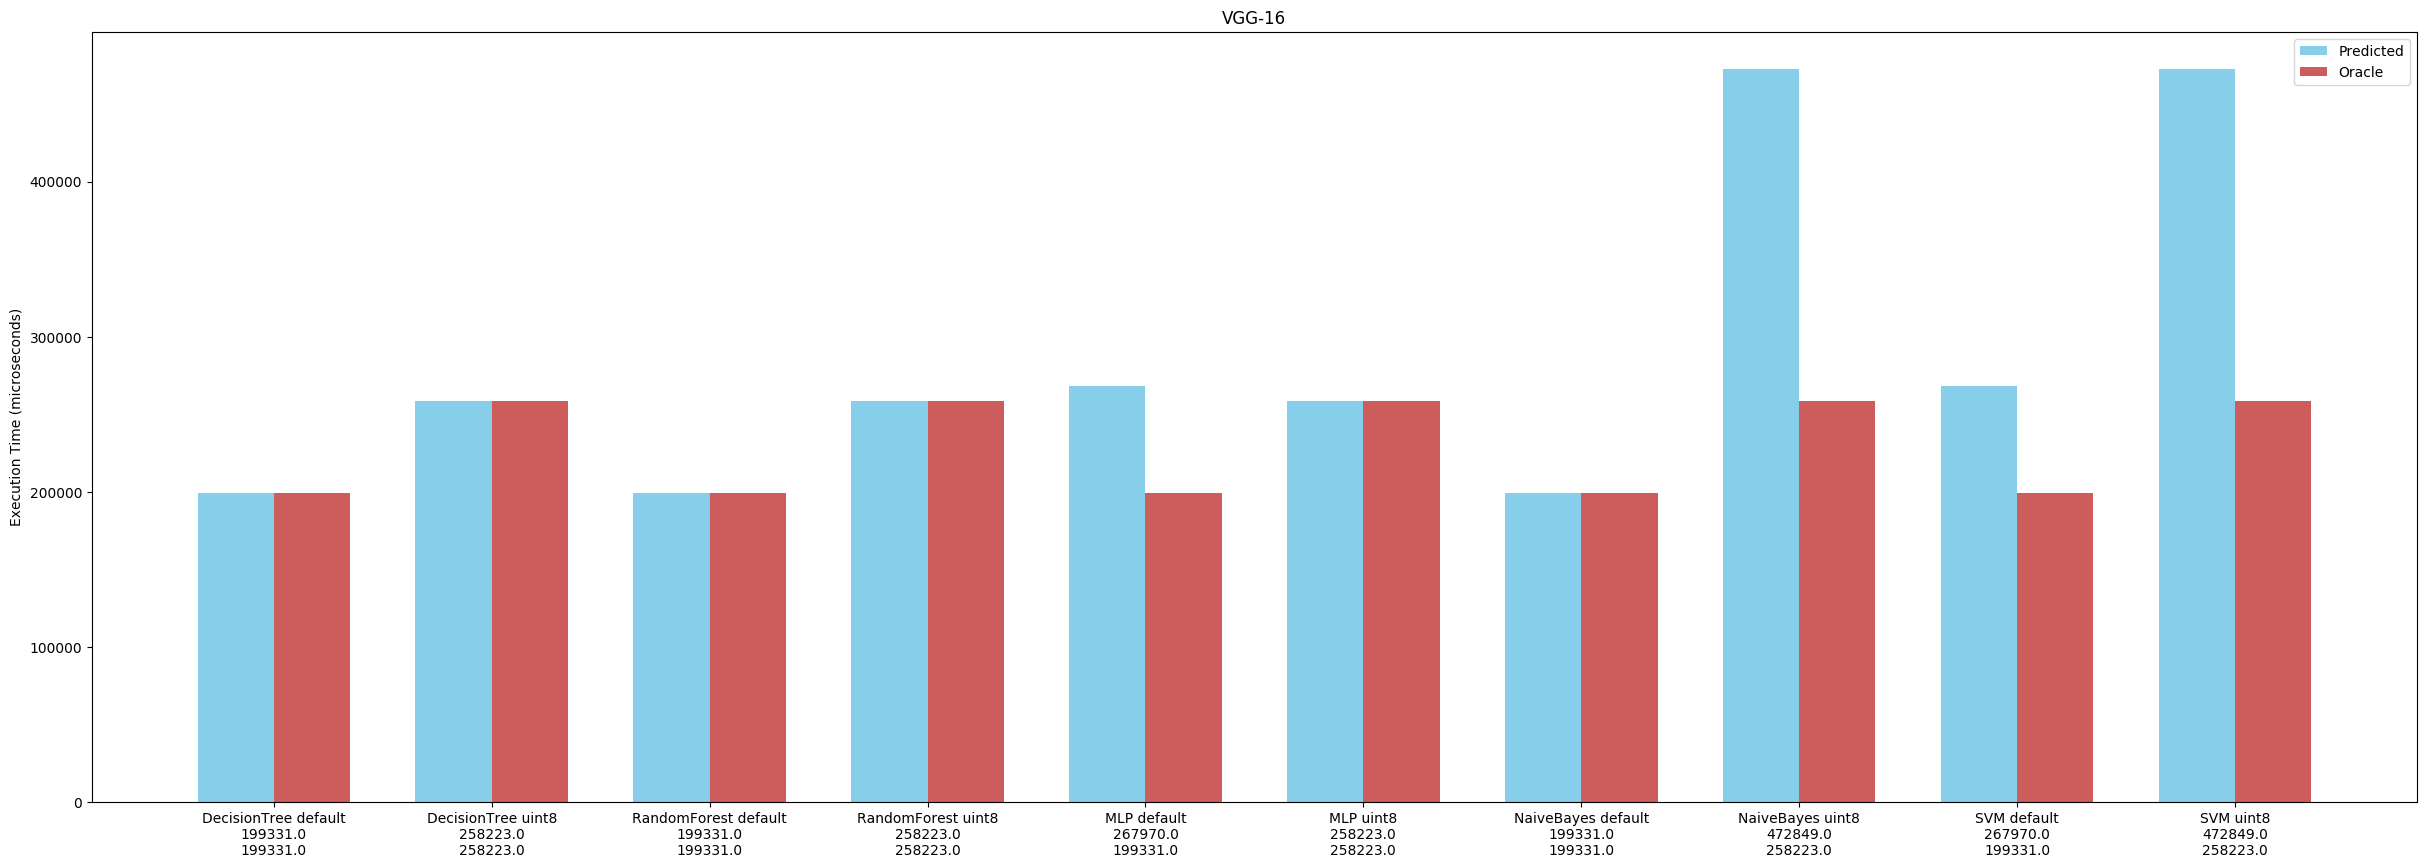 VGG-16
Predicted
Oracle
Execution Time (microseconds)
400000
300000
200000
100000
0
DecisionTree default
199331.0
199331.0
DecisionTree uint8
258223.0
258223.0
RandomForest default
199331.0
199331.0
RandomForest uint8
258223.0
258223.0
MLP default
267970.0
199331.0
MLP uint8
258223.0
258223.0
NaiveBayes default
199331.0
199331.0
NaiveBayes uint8
472849.0
258223.0
SVM default
267970.0
199331.0
SVM uint8
472849.0
258223.0